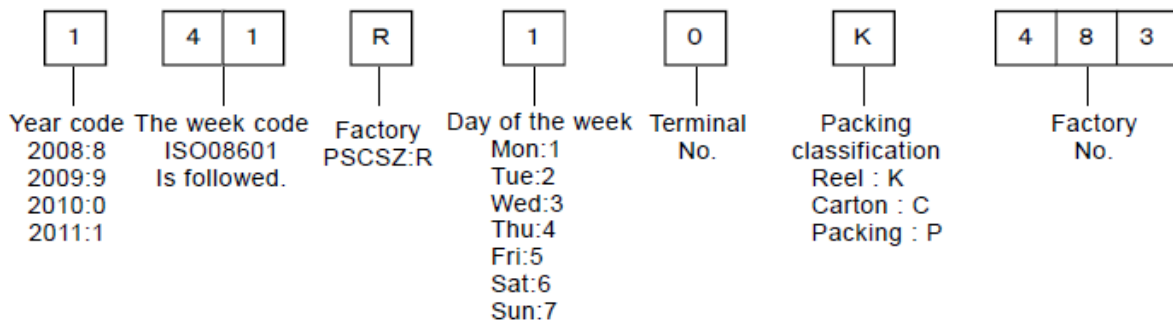 1 4 1 R 1 0 K 4 8 3
Year code
2008:8
2009:9
2010:0
2011:1
The week code
ISO08601
Is followed.
Factory
PSCSZ:R
Day of the week
Mon:1
Tue:2
Wed:3
Thu:4
Fri:5
Sat:6
Sun:7
Terminal
No.
Packing
classification
Reel : K
Carton : C
Packing : P
Factory
No.